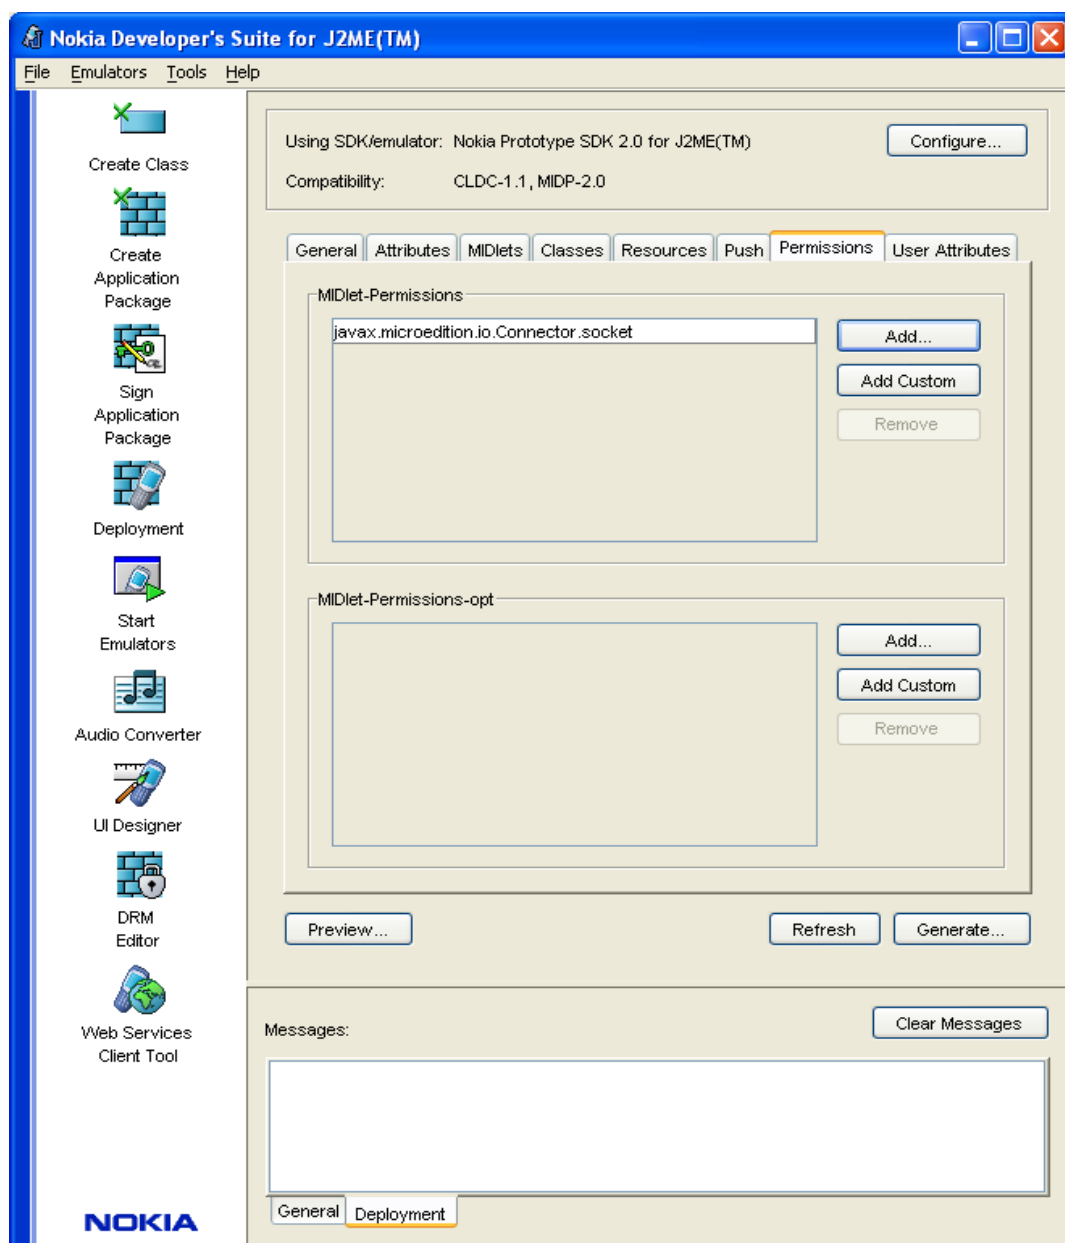 Nokia Developer's Suite for J2ME(TM)
File Emulators Tools Help
Create Class
Create
Application
Package
Sign
Application
Package
Deployment
Start
Emulators
Audio Converter
UI Designer
DRM
Editor
Web Services
Client Tool
NOKIA
Using SDK/emulator: Nokia Prototype SDK 2.0 for J2ME(TM)
Configure...
Compatibility: CLDC-1.1, MIDP-2.0
General Attributes MIDlets Classes Resources Push Permissions User Attributes
MIDlet-Permissions
javax.microedition.io.Connector.socket
Add...
Add Custom
Remove
MIDlet-Permissions-opt
Add...
Add Custom
Remove
Preview... Refresh Generate...
Messages: Clear Messages
General Deployment